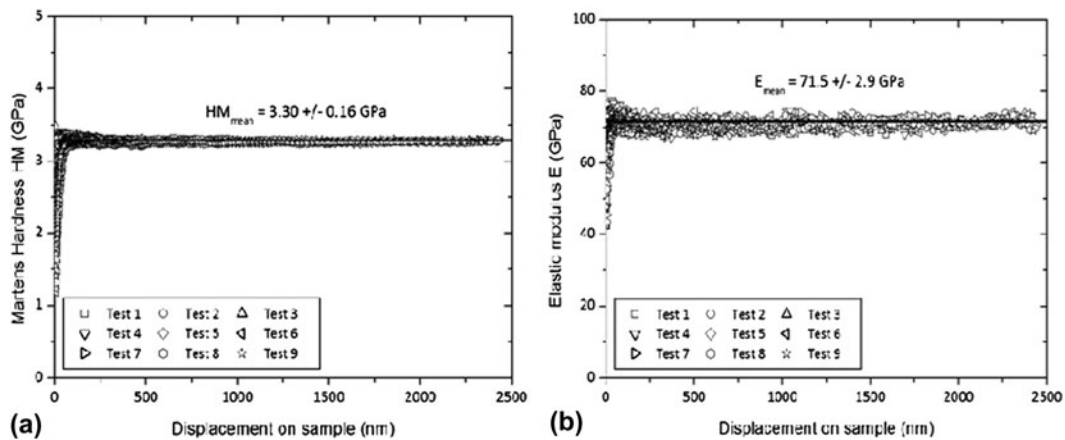 5
4
3
2
1
0
Martens Hardness HM (GPa)
HM_mean = 3.30 +/- 0.16 GPa
□ Test 1 ○ Test 2 △ Test 3
▽ Test 4 ◇ Test 5 ◁ Test 6
▷ Test 7 ○ Test 8 ☆ Test 9
0 500 1000 1500 2000 2500
Displacement on sample (nm)
(a)
100
80
60
40
20
0
Elastic modulus E (GPa)
E_mean = 71.5 +/- 2.9 GPa
□ Test 1 ○ Test 2 △ Test 3
▽ Test 4 ◇ Test 5 ◁ Test 6
▷ Test 7 ○ Test 8 ☆ Test 9
0 500 1000 1500 2000 2500
Displacement on sample (nm)
(b)